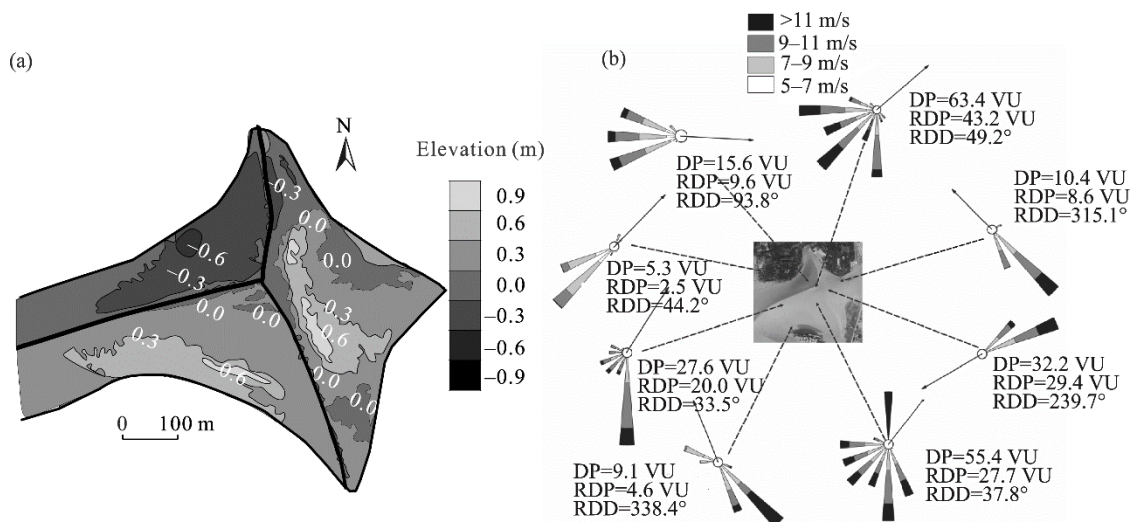 (a)
N
Elevation (m)
0.9
0.6
0.3
0.0
−0.3
−0.6
−0.9
−0.3
0.0
0.0
−0.6
−0.3
0.0
0.0
0.3
0.6
0.3
0.6
0.0
0.0
0 100 m
(b)
>11 m/s
9–11 m/s
7–9 m/s
5–7 m/s
DP=63.4 VU
RDP=43.2 VU
RDD=49.2°
DP=15.6 VU
RDP=9.6 VU
RDD=93.8°
DP=10.4 VU
RDP=8.6 VU
RDD=315.1°
DP=5.3 VU
RDP=2.5 VU
RDD=44.2°
DP=27.6 VU
RDP=20.0 VU
RDD=33.5°
DP=32.2 VU
RDP=29.4 VU
RDD=239.7°
DP=9.1 VU
RDP=4.6 VU
RDD=338.4°
DP=55.4 VU
RDP=27.7 VU
RDD=37.8°